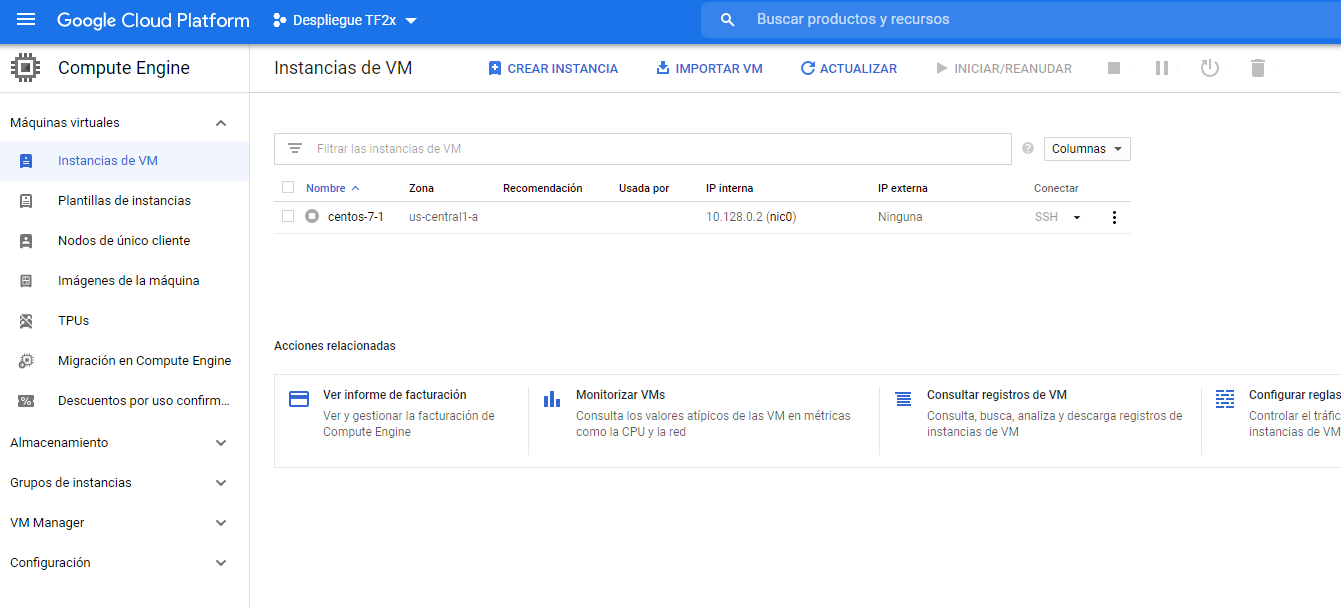 Google Cloud Platform
Despliegue TF2x
Buscar productos y recursos
Compute Engine
Instancias de VM
CREAR INSTANCIA
IMPORTAR VM
ACTUALIZAR
INICIAR/REANUDAR
Máquinas virtuales
Instancias de VM
Plantillas de instancias
Nodos de único cliente
Imágenes de la máquina
TPUs
Migración en Compute Engine
Descuentos por uso confirm...
Almacenamiento
Grupos de instancias
VM Manager
Configuración
Filtrar las instancias de VM
Columnas
Nombre Zona Recomendación Usada por IP interna IP externa Conectar
centos-7-1 us-central1-a 10.128.0.2 (nic0) Ninguna SSH
Acciones relacionadas
Ver informe de facturación
Ver y gestionar la facturación de
Compute Engine
Monitorizar VMs
Consulta los valores atípicos de las VM en métricas
como la CPU y la red
Consultar registros de VM
Consulta, busca, analiza y descarga registros de
instancias de VM
Configurar reglas
Controlar el tráfic
instancias de VM